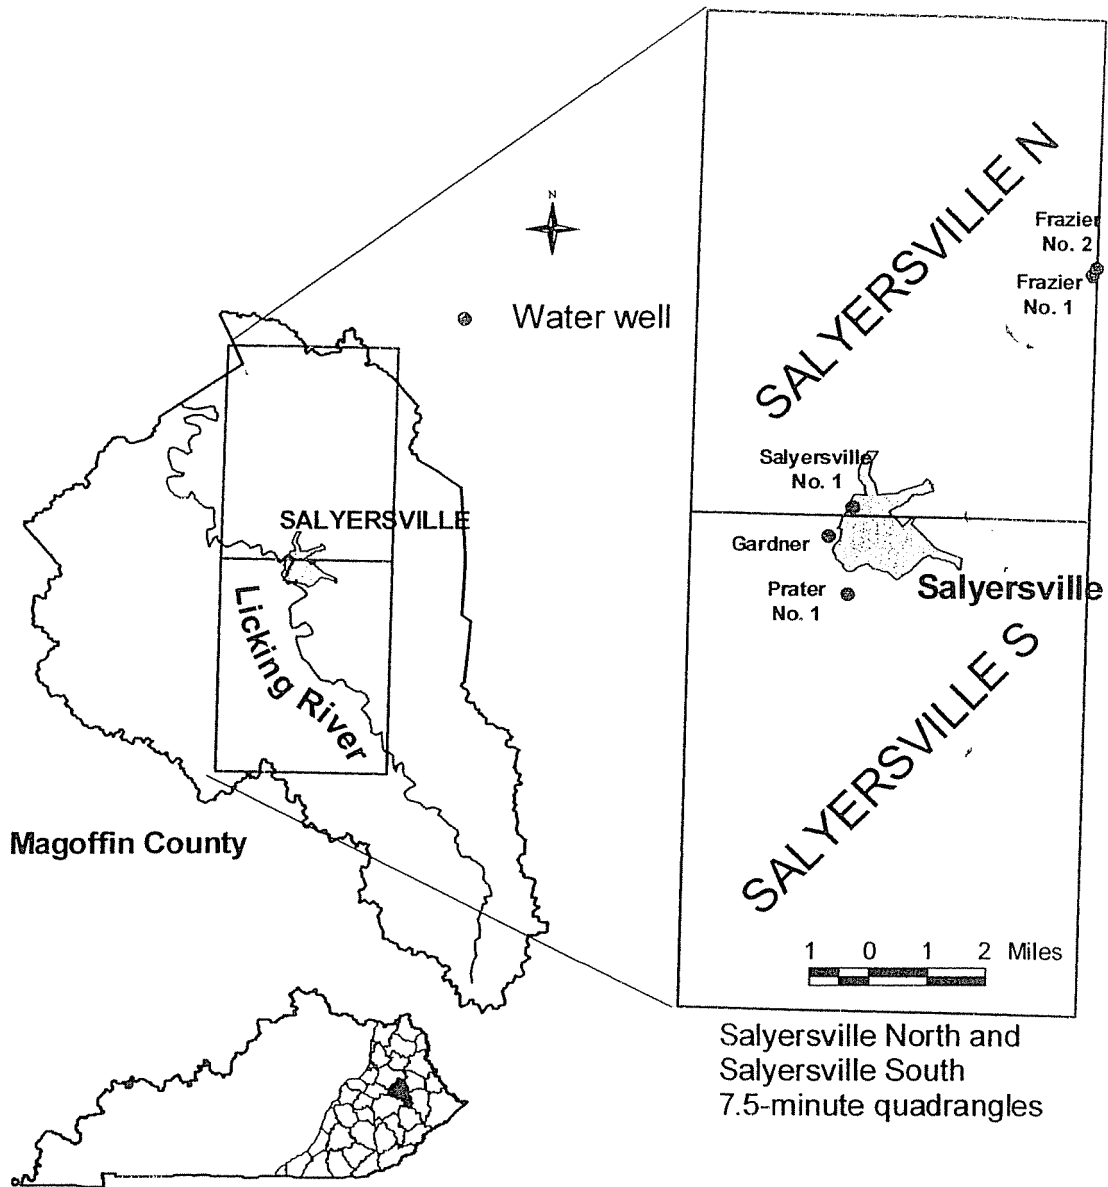 SALYERSVILLE N
Frazier
No. 2
Frazier
No. 1
N
Water well
Salyersville
No. 1
SALYERSVILLE
Gardner
Salyersville
Prater
No. 1
Licking River
SALYERSVILLE S
Magoffin County
1 0 1 2 Miles
Salyersville North and
Salyersville South
7.5-minute quadrangles